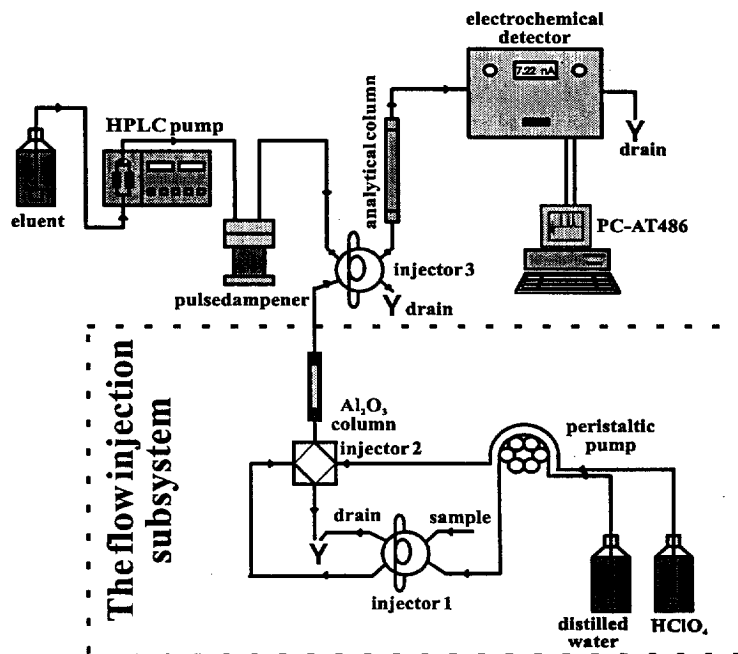 electrochemical
detector
7.22 nA
HPLC pump
analytical column
drain
eluent
PC-AT486
injector 3
pulsedampener
drain
The flow injection
subsystem
Al₂O₃
column
injector 2
peristaltic
pump
drain
sample
injector 1
distilled
water
HClO₄